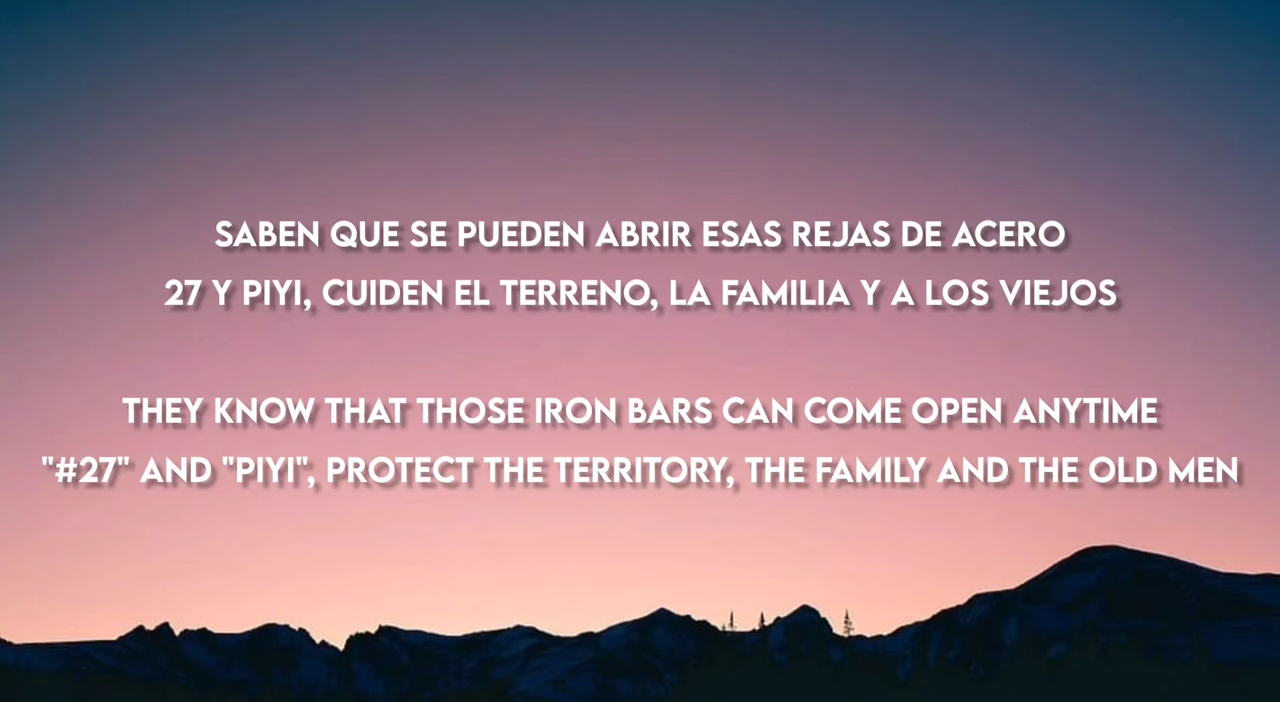 SABEN QUE SE PUEDEN ABRIR ESAS REJAS DE ACERO
27 Y PIYI, CUIDEN EL TERRENO, LA FAMILIA Y A LOS VIEJOS
THEY KNOW THAT THOSE IRON BARS CAN COME OPEN ANYTIME
"#27" AND "PIYI", PROTECT THE TERRITORY, THE FAMILY AND THE OLD MEN